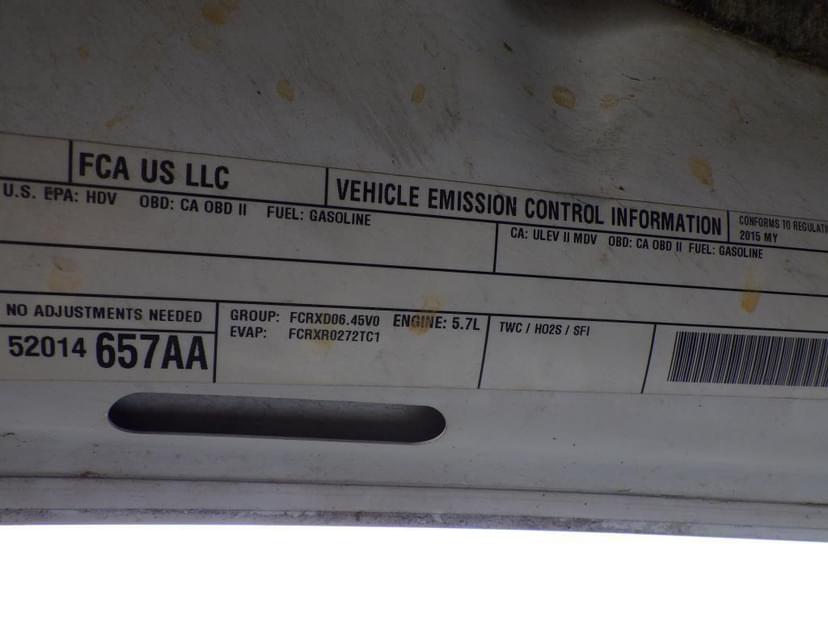 FCA US LLC
VEHICLE EMISSION CONTROL INFORMATION
CONFORMS TO
2015 MY
U.S. EPA: HDV OBD: CA OBD II FUEL: GASOLINE
CA: ULEV II MDV OBD: CA OBD II FUEL: GASOLINE
NO ADJUSTMENTS NEEDED
52014 657AA
GROUP: FCRXD06.45V0 ENGINE: 5.7L
EVAP: FCRXR0272TC1
TWC / HO2S / SFI